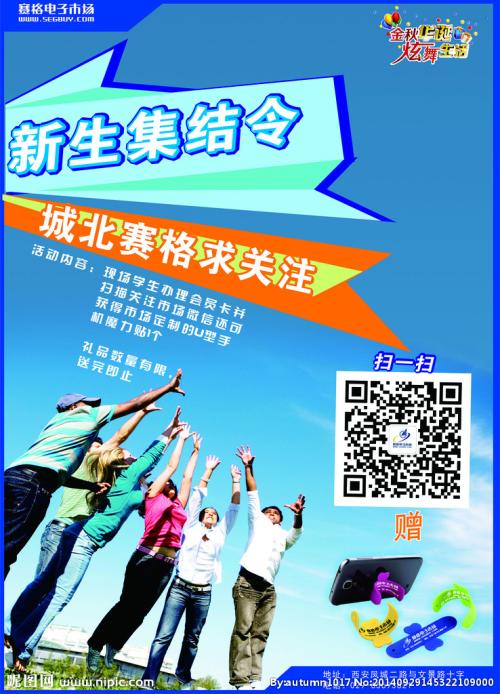 赛格电子市场
WWW.SEGBUY.COM
金秋华诞
炫舞生活
新生集结令
城北赛格求关注
活动内容：现场学生办理会员卡并
扫描关注市场微信还可
获得市场定制的U型手
机魔力贴1个
礼品数量有限，
送完即止
扫一扫
赠
地址：西安凤城二路与文景路十字
昵图网 www.nipic.com
By:autumn1017 No:20140929145322109000